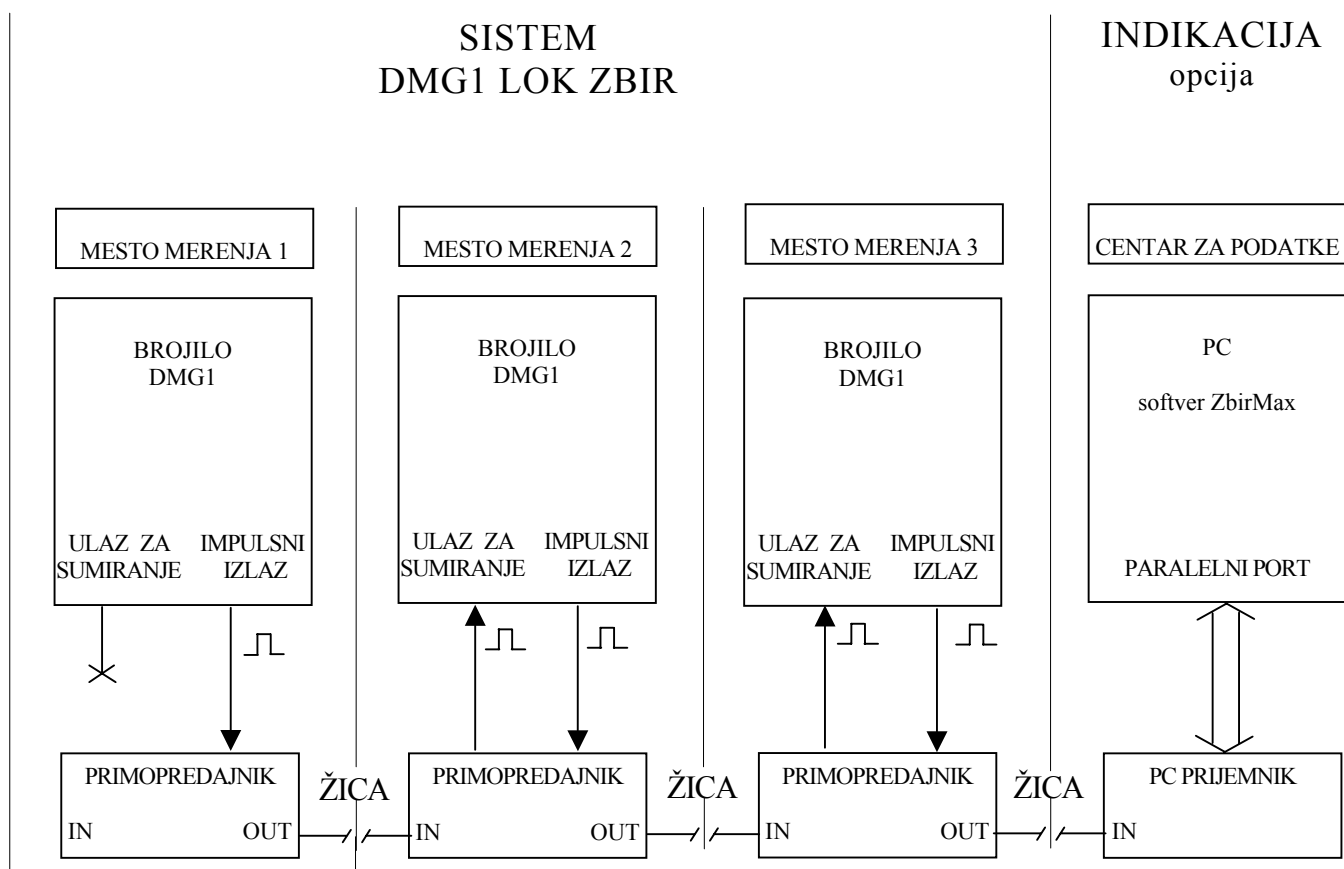 SISTEM
DMG1 LOK ZBIR
INDIKACIJA
opcija
MESTO MERENJA 1
MESTO MERENJA 2
MESTO MERENJA 3
CENTAR ZA PODATKE
BROJILO
DMG1
ULAZ ZA
SUMIRANJE
IMPULSNI
IZLAZ
BROJILO
DMG1
ULAZ ZA
SUMIRANJE
IMPULSNI
IZLAZ
BROJILO
DMG1
ULAZ ZA
SUMIRANJE
IMPULSNI
IZLAZ
PC
softver ZbirMax
PARALELNI PORT
PRIMOPREDAJNIK
IN
OUT
ŽICA
PRIMOPREDAJNIK
IN
OUT
ŽICA
PRIMOPREDAJNIK
IN
OUT
ŽICA
PC PRIJEMNIK
IN